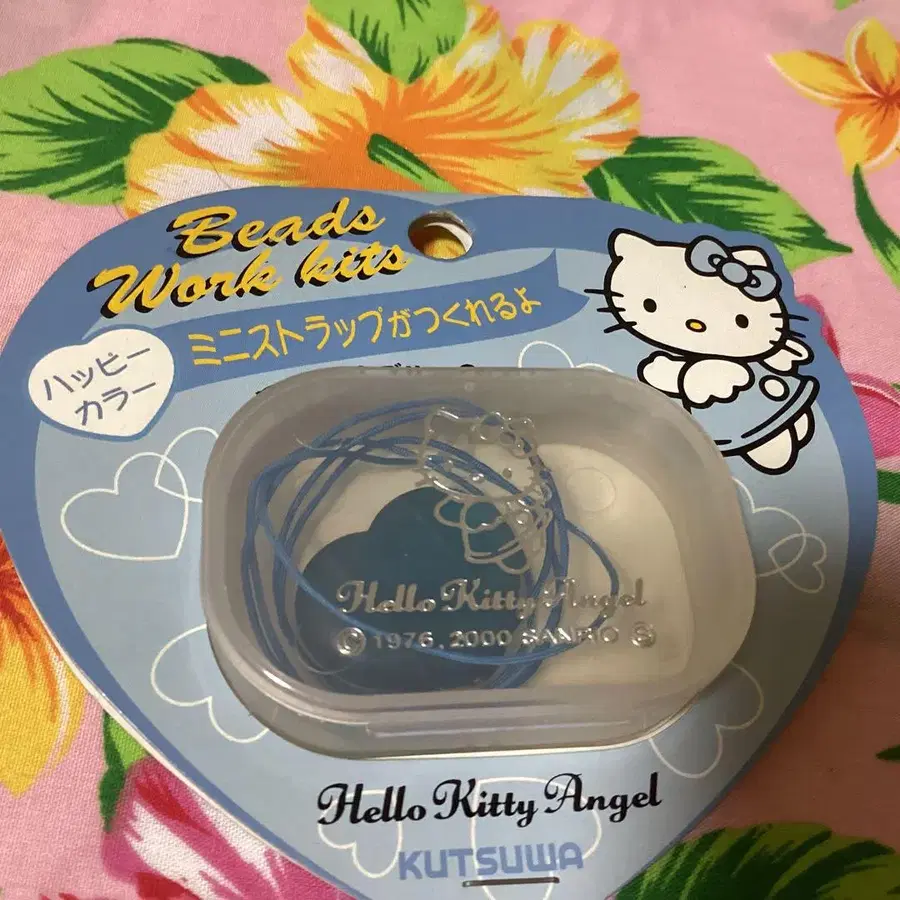 Beads
Work kits
ミニストラップがつくれるよ
ハッピー
カラー
Hello Kitty Angel
© 1976, 2000 SANRIO
Hello Kitty Angel
KUTSUWA